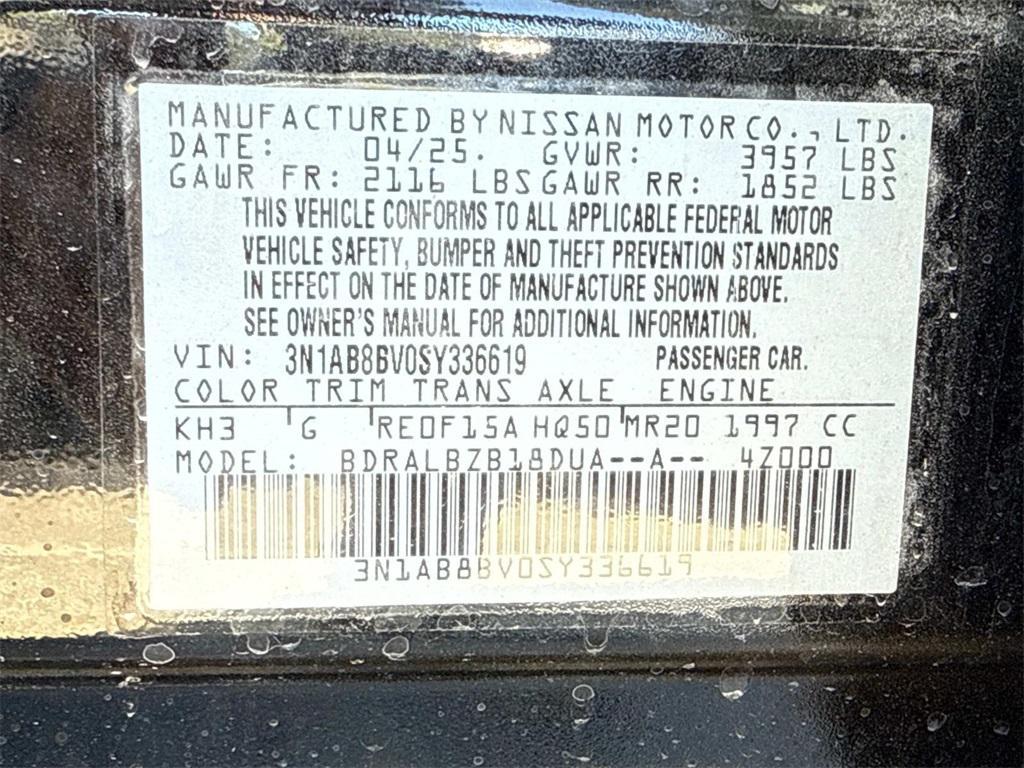 MANUFACTURED BY NISSAN MOTOR CO., LTD.
DATE: 04/25. GVWR: 3957 LBS
GAWR FR: 2116 LBS GAWR RR: 1852 LBS
THIS VEHICLE CONFORMS TO ALL APPLICABLE FEDERAL MOTOR
VEHICLE SAFETY, BUMPER AND THEFT PREVENTION STANDARDS
IN EFFECT ON THE DATE OF MANUFACTURE SHOWN ABOVE.
SEE OWNER'S MANUAL FOR ADDITIONAL INFORMATION.
VIN: 3N1AB8BV0SY336619 PASSENGER CAR.
COLOR TRIM TRANS AXLE ENGINE
KH3 G RE0F15A HQ50 MR20 1997 CC
MODEL: BDRALBZB18DUA--A-- 4Z000
3N1AB8BV0SY336619